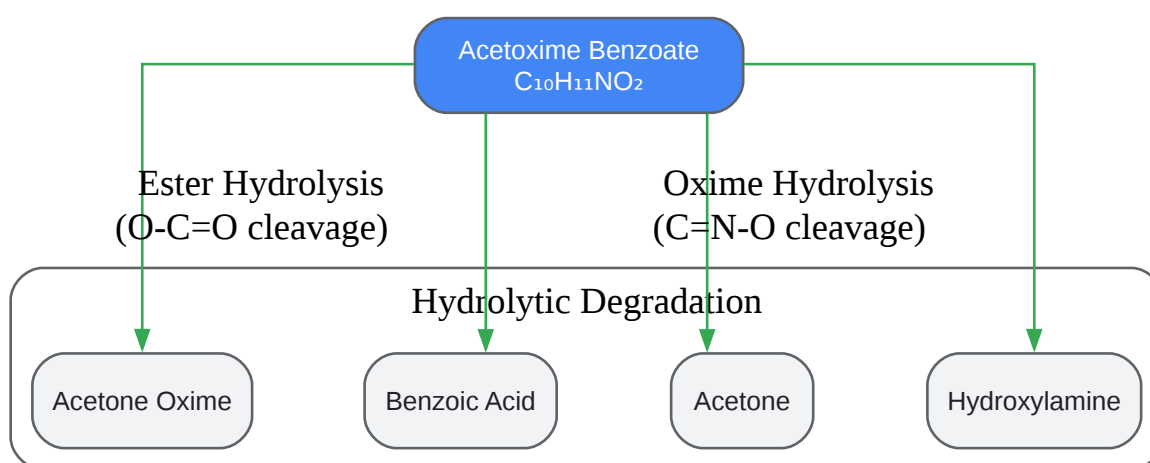 Acetoxime Benzoate
C₁₀H₁₁NO₂
Ester Hydrolysis
(O-C=O cleavage)
Oxime Hydrolysis
(C=N-O cleavage)
Hydrolytic Degradation
Acetone Oxime
Benzoic Acid
Acetone
Hydroxylamine